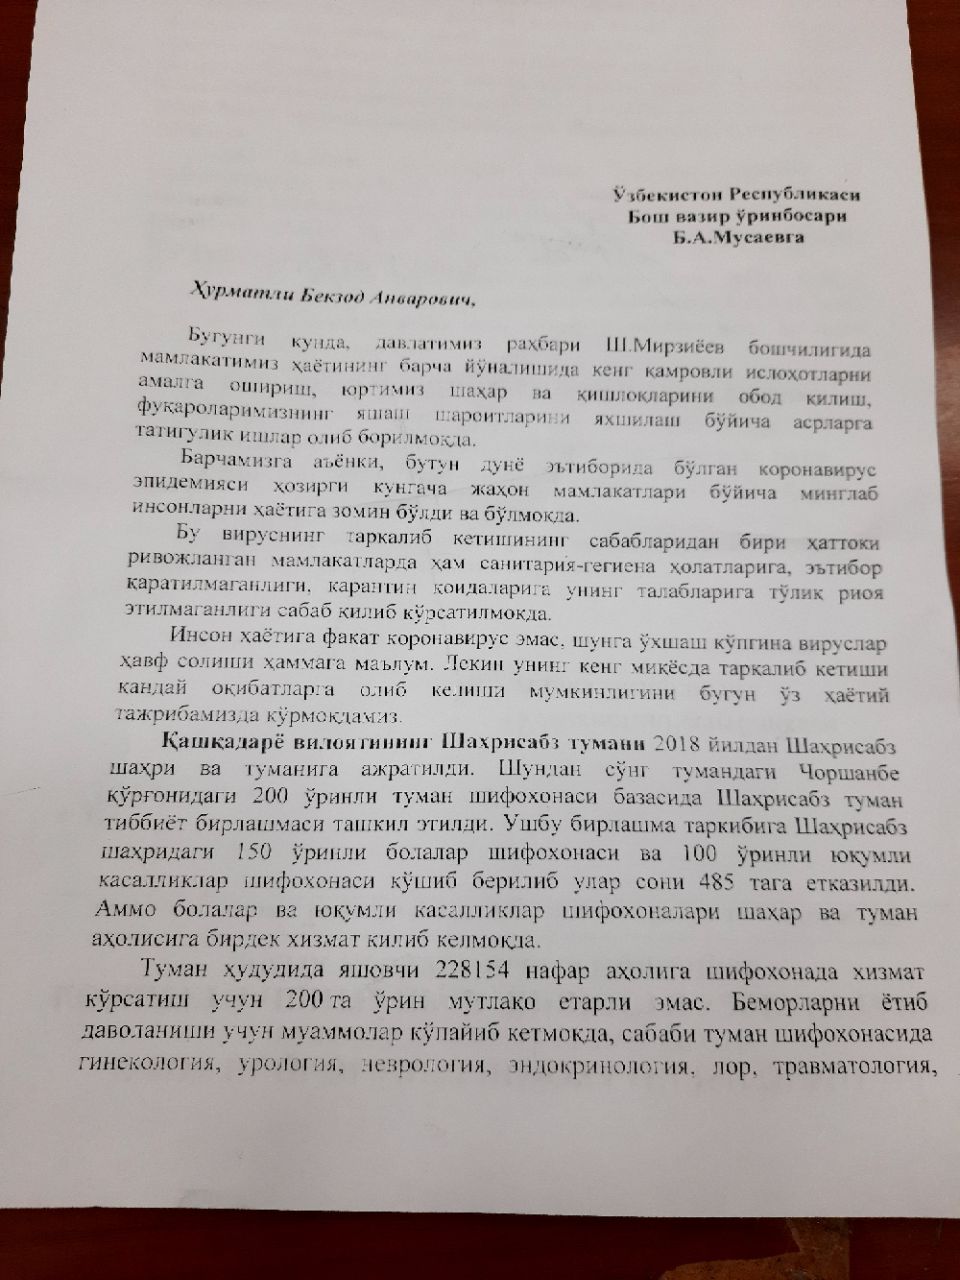 Ўзбекистон Республикаси
Бош вазир ўринбосари
Б.А.Мусаевга
Ҳурматли Бекзод Анварович,
Бугунги кунда, давлатимиз раҳбари Ш.Мирзиёев бошчилигида
мамлакатимиз ҳаётининг барча йўналишида кенг қамровли ислоҳотларни
амалга ошириш, юртимиз шаҳар ва қишлоқларини обод қилиш,
фуқароларимизнинг яшаш шароитларини яхшилаш бўйича асрларга
татигулик ишлар олиб борилмоқда.
Барчамизга аъёнки, бутун дунё эътиборида бўлган коронавирус
эпидемияси ҳозирги кунгача жаҳон мамлакатлари бўйича минглаб
инсонларни ҳаётига зомин бўлди ва бўлмоқда.
Бу вируснинг тарқалиб кетишининг сабабларидан бири ҳаттоки
ривожланган мамлакатларда ҳам санитария-гегиена ҳолатларига, эътибор
қаратилмаганлиги, карантин қоидаларига унинг талабларига тўлиқ риоя
этилмаганлиги сабаб қилиб кўрсатилмоқда.
Инсон ҳаётига фақат коронавирус эмас, шунга ўхшаш кўпгина вируслар
ҳавф солиши ҳаммага маълум. Лекин унинг кенг миқёсда тарқалиб кетиши
қандай оқибатларга олиб келиши мумкинлигини бугун ўз ҳаётий
тажрибамизда кўрмоқдамиз.
Қашқадарё вилоятининг Шаҳрисабз тумани 2018 йилдан Шаҳрисабз
шаҳри ва туманига ажратилди. Шундан сўнг тумандаги Чоршанбе
қўрғонидаги 200 ўринли туман шифохонаси базасида Шаҳрисабз туман
тиббиёт бирлашмаси ташкил этилди. Ушбу бирлашма таркибига Шаҳрисабз
шаҳридаги 150 ўринли болалар шифохонаси ва 100 ўринли юқумли
касалликлар шифохонаси қўшиб берилиб улар сони 485 тага етказилди.
Аммо болалар ва юқумли касалликлар шифохоналари шаҳар ва туман
аҳолисига бирдек хизмат қилиб келмоқда.
Туман ҳудудида яшовчи 228154 нафар аҳолига шифохонада хизмат
кўрсатиш учун 200 та ўрин мутлақо етарли эмас. Беморларни ётиб
даволаниши учун муаммолар кўпайиб кетмоқда, сабаби туман шифохонасида
гинекология, урология, неврология, эндокринология, лор, травматология,